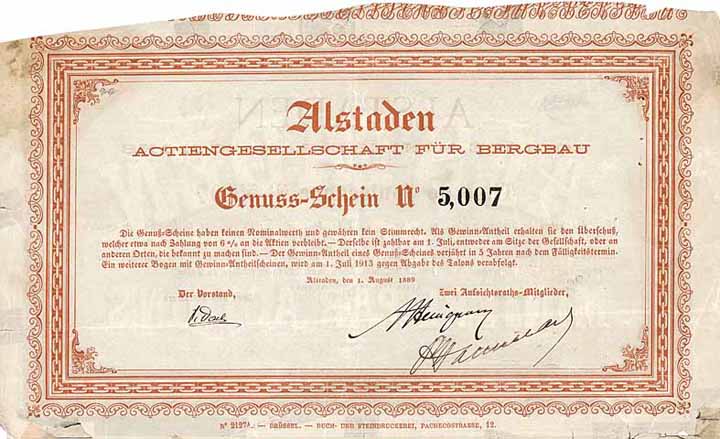 Alstaden
ACTIENGESELLSCHAFT FÜR BERGBAU
Genuss-Schein No 5,007
Die Genuß-Scheine haben keinen Nominalwerth und gewähren kein Stimmrecht. Als Gewinn-Antheil erhalten sie den Überschuß,
welcher etwa nach Zahlung von 6 % an die Aktien verbleibt. — Derselbe ist zahlbar am 1. Juli, entweder am Sitze der Gesellschaft, oder an
anderen Orten, die bekannt zu machen sind. — Der Gewinn-Antheil eines Genuß-Scheines verjährt in 5 Jahren nach dem Fälligkeitstermin.
Ein weiterer Bogen mit Gewinn-Antheilscheinen, wird am 1. Juli 1913 gegen Abgabe des Talons verabfolgt.
Alstaden, den 1. August 1889
Der Vorstand, Zwei Aufsichtsraths-Mitglieder,
No 2127A. — BRÜSSEL. — BUCH- UND STEINDRUCKEREI, PACHECOSTRASSE, 12.